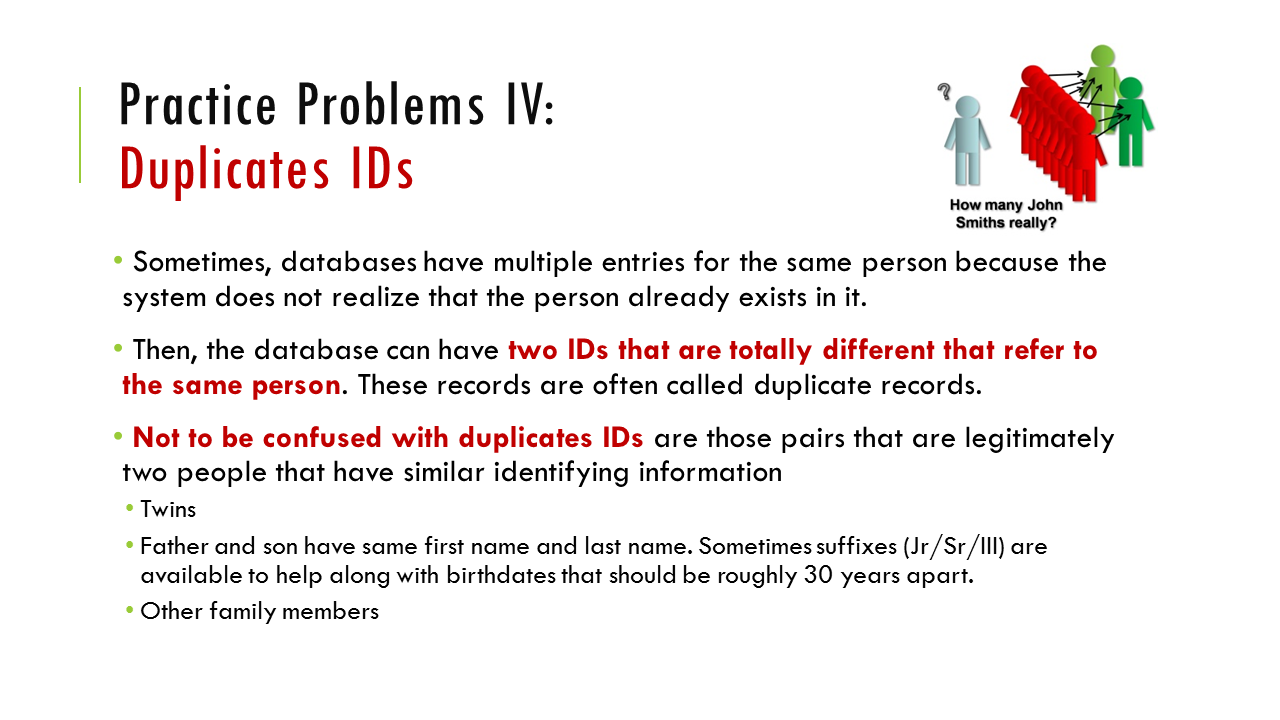 Practice Problems IV:
Duplicates IDs
?
How many John
Smiths really?
• Sometimes, databases have multiple entries for the same person because the
system does not realize that the person already exists in it.
• Then, the database can have two IDs that are totally different that refer to
the same person. These records are often called duplicate records.
• Not to be confused with duplicates IDs are those pairs that are legitimately
two people that have similar identifying information
• Twins
• Father and son have same first name and last name. Sometimes suffixes (Jr/Sr/III) are
available to help along with birthdates that should be roughly 30 years apart.
• Other family members